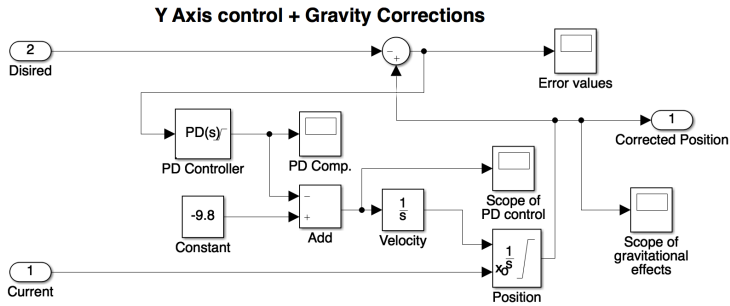 Y Axis control + Gravity Corrections
2
Disired
−
+
Error values
PD(s)
PD Controller
PD Comp.
1
Corrected Position
-9.8
Constant
−
+
Add
1
s
Velocity
Scope of
PD control
1
s
xo
Position
Scope of
gravitational
effects
1
Current